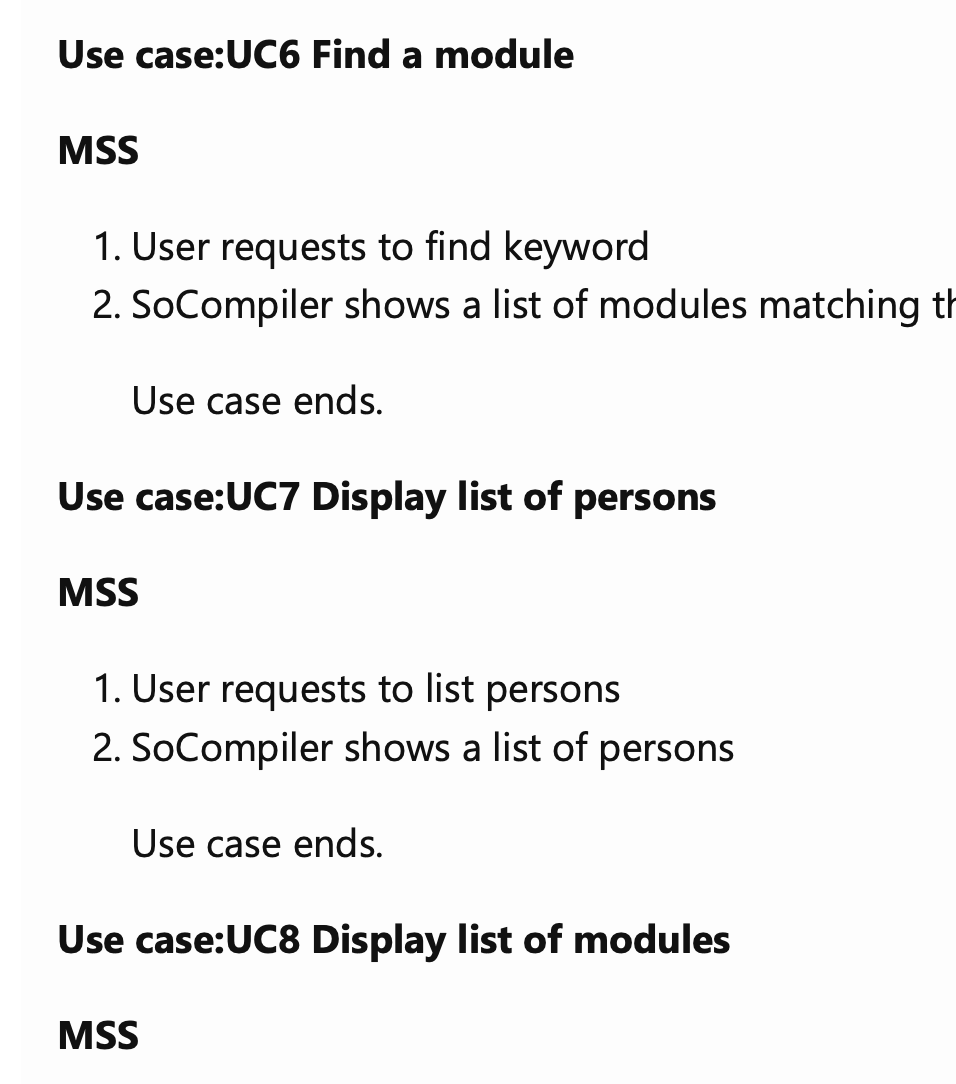 Use case:UC6 Find a module
MSS
1. User requests to find keyword
2. SoCompiler shows a list of modules matching
Use case ends.
Use case:UC7 Display list of persons
MSS
1. User requests to list persons
2. SoCompiler shows a list of persons
Use case ends.
Use case:UC8 Display list of modules
MSS